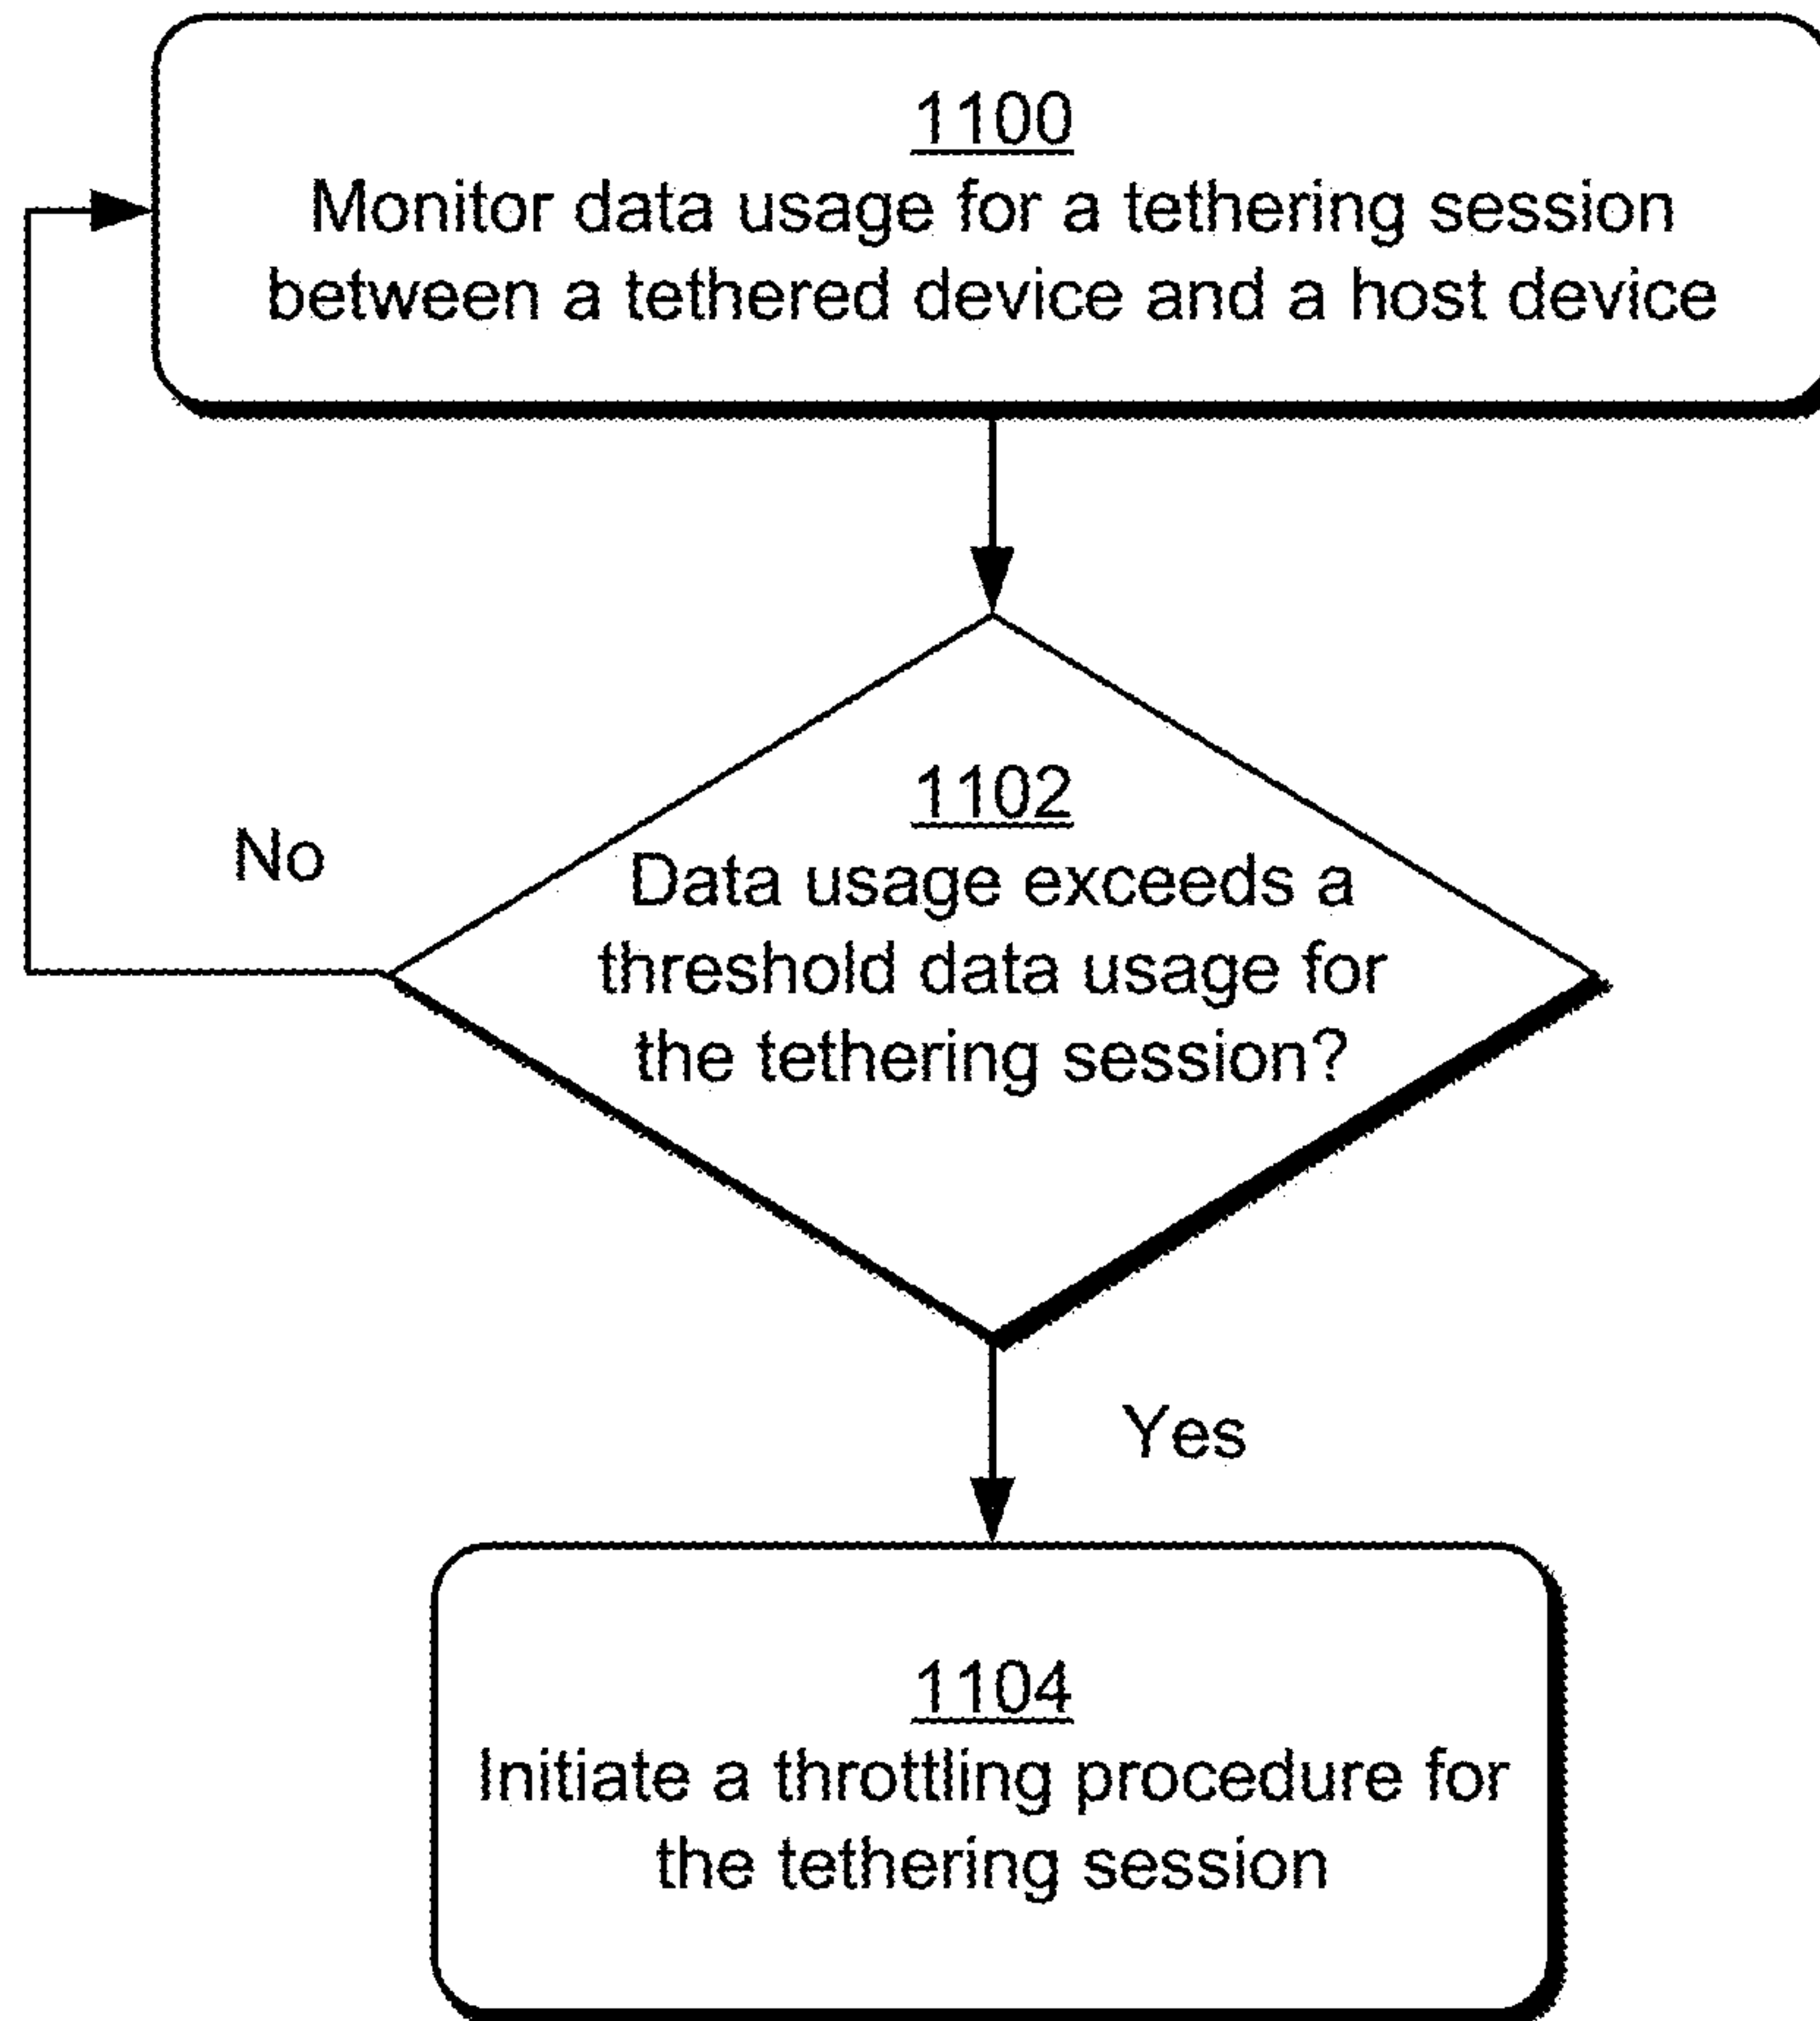 1100
Monitor data usage for a tethering session
between a tethered device and a host device
1102
Data usage exceeds a
threshold data usage for
the tethering session?
No
Yes
1104
Initiate a throttling procedure for
the tethering session